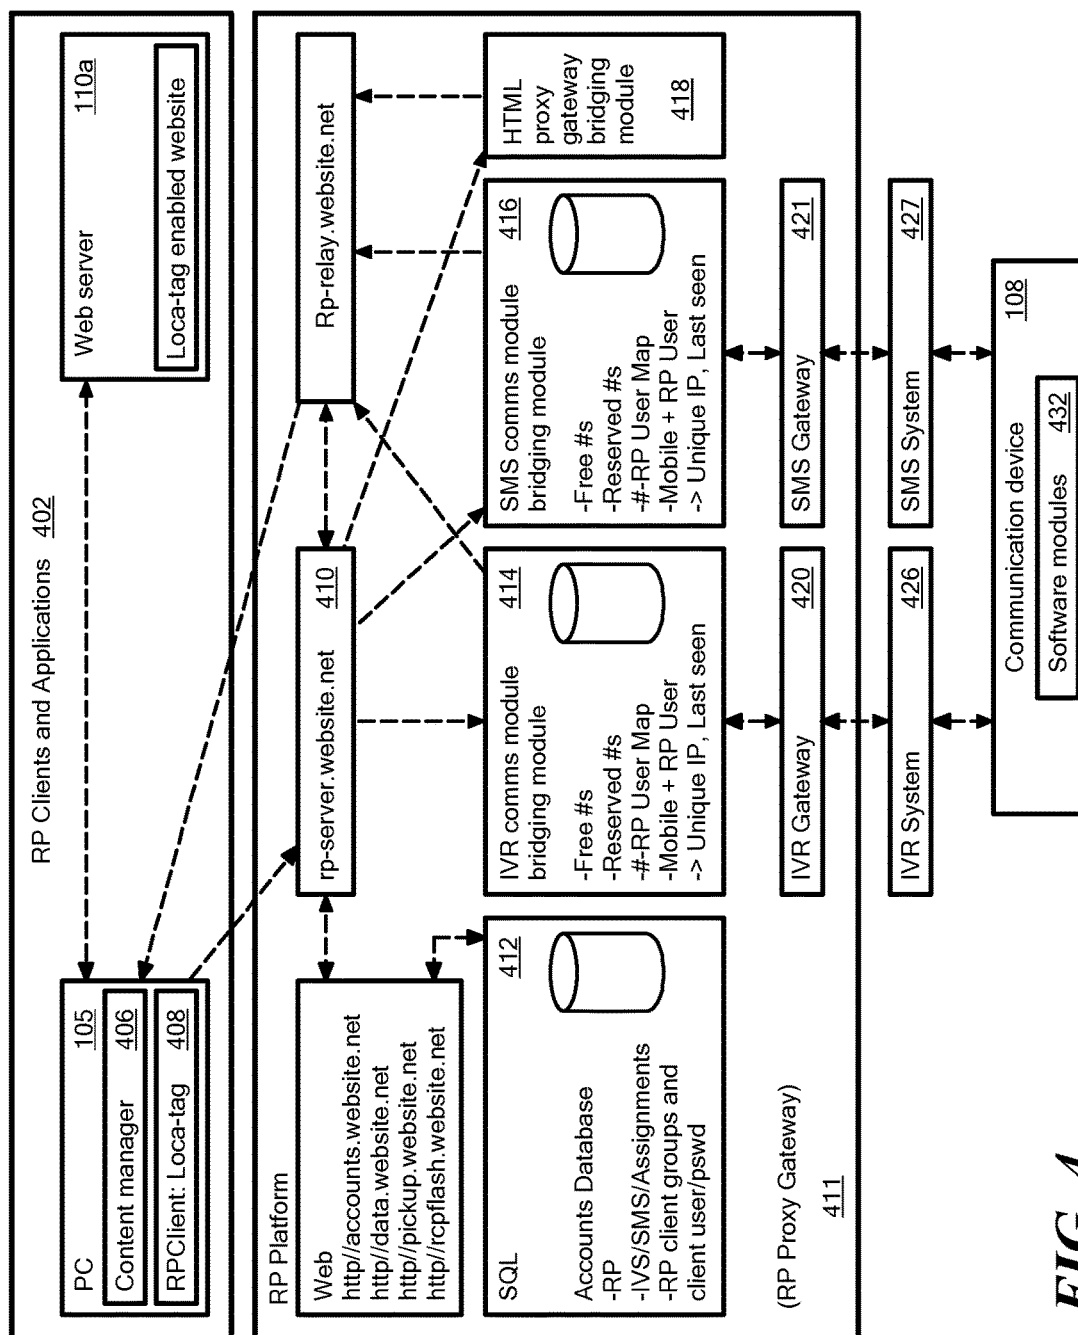 RP Clients and Applications 402
PC 105
Content manager 406
RPClient: Loca-tag 408
Web server 110a
Loca-tag enabled website
RP Platform
Web
http//accounts.website.net
http//data.website.net
http//pickup.website.net
http//rcpflash.website.net
rp-server.website.net 410
Rp-relay.website.net
SQL 412
Accounts Database
-RP
-IVS/SMS/Assignments
-RP client groups and
client user/pswd
IVR comms module 414
bridging module
-Free #s
-Reserved #s
-#-RP User Map
-Mobile + RP User
-> Unique IP, Last seen
SMS comms module 416
bridging module
-Free #s
-Reserved #s
-#-RP User Map
-Mobile + RP User
-> Unique IP, Last seen
HTML
proxy
gateway
bridging
module
418
(RP Proxy Gateway)
411
IVR Gateway 420
SMS Gateway 421
IVR System 426
SMS System 427
Communication device 108
Software modules 432
FIG. 4